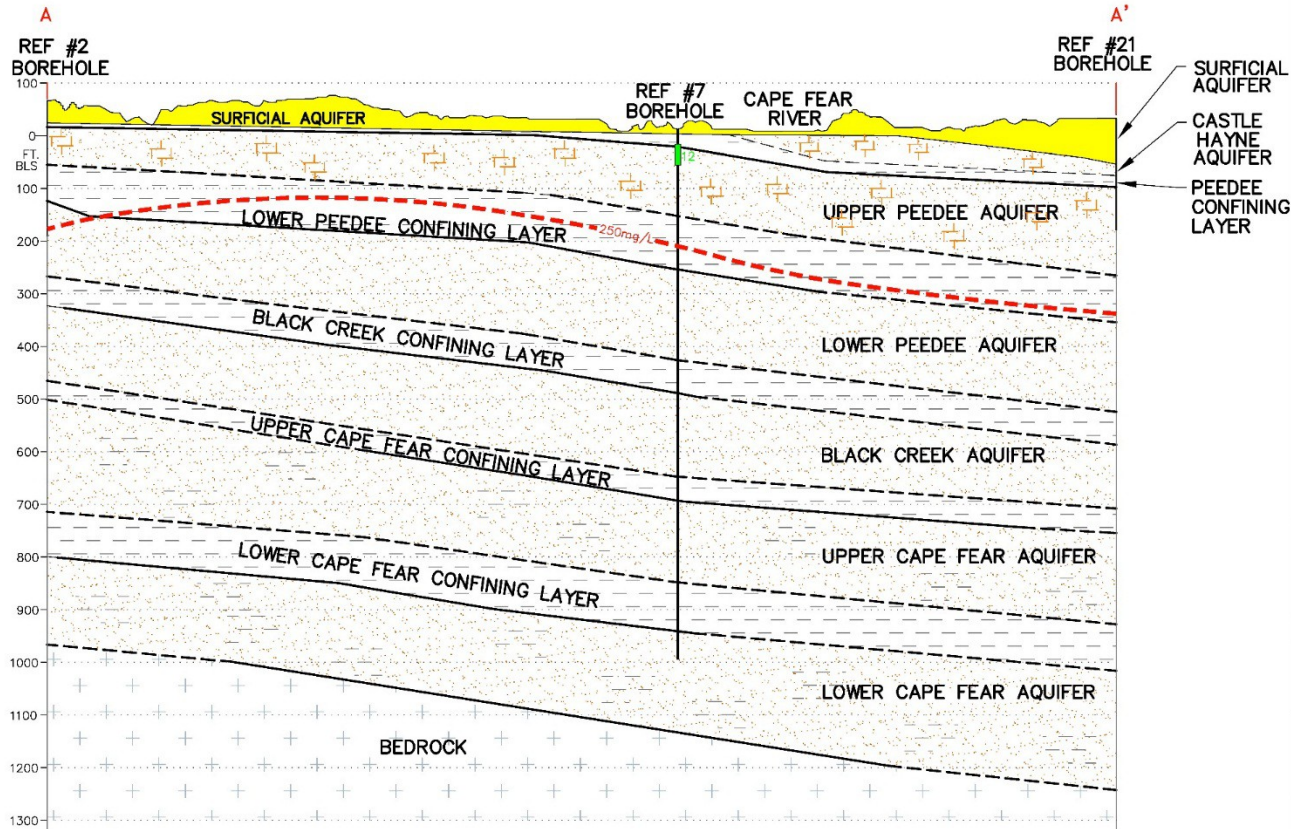 A
A'
REF #2
BOREHOLE
REF #21
BOREHOLE
REF #7
BOREHOLE
CAPE FEAR
RIVER
SURFICIAL
AQUIFER
CASTLE
HAYNE
AQUIFER
PEEDEE
CONFINING
LAYER
100
0
FT.
BLS
100
200
300
400
500
600
700
800
900
1000
1100
1200
1300
SURFICIAL AQUIFER
12
UPPER PEEDEE AQUIFER
LOWER PEEDEE CONFINING LAYER
250mg/L
LOWER PEEDEE AQUIFER
BLACK CREEK CONFINING LAYER
BLACK CREEK AQUIFER
UPPER CAPE FEAR CONFINING LAYER
UPPER CAPE FEAR AQUIFER
LOWER CAPE FEAR CONFINING LAYER
LOWER CAPE FEAR AQUIFER
BEDROCK